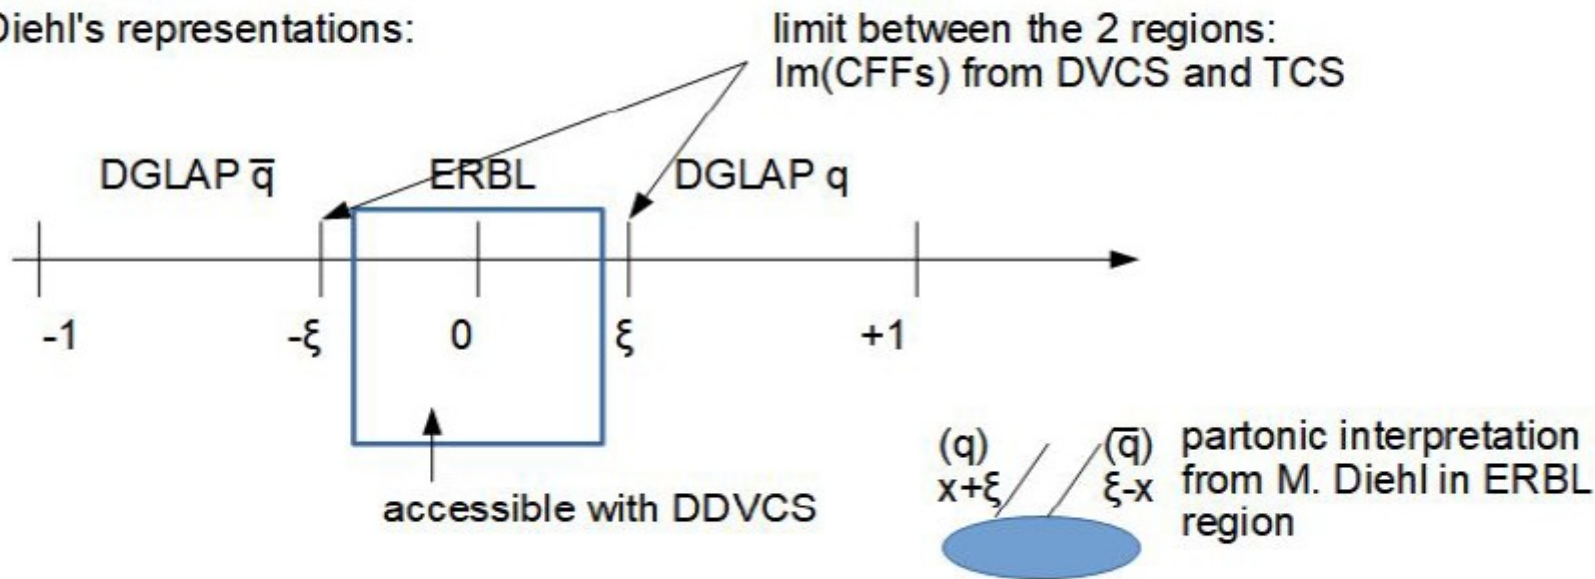 Diehl's representations:
limit between the 2 regions:
Im(CFFs) from DVCS and TCS
DGLAP q̅
ERBL
DGLAP q
-1
-ξ
0
ξ
+1
accessible with DDVCS
(q)
x+ξ
(q̅)
ξ-x
partonic interpretation
from M. Diehl in ERBL
region